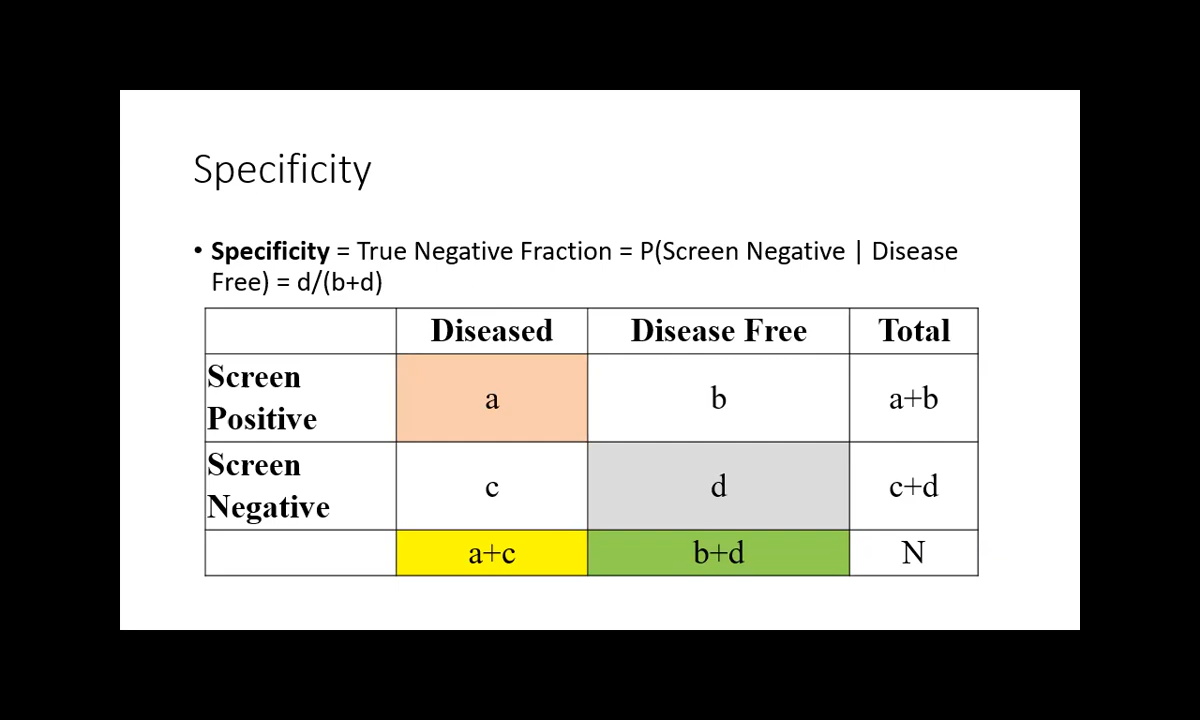 Specificity
• Specificity = True Negative Fraction = P(Screen Negative | Disease
Free) = d/(b+d)
Diseased Disease Free Total
Screen
Positive a b a+b
Screen
Negative c d c+d
a+c b+d N